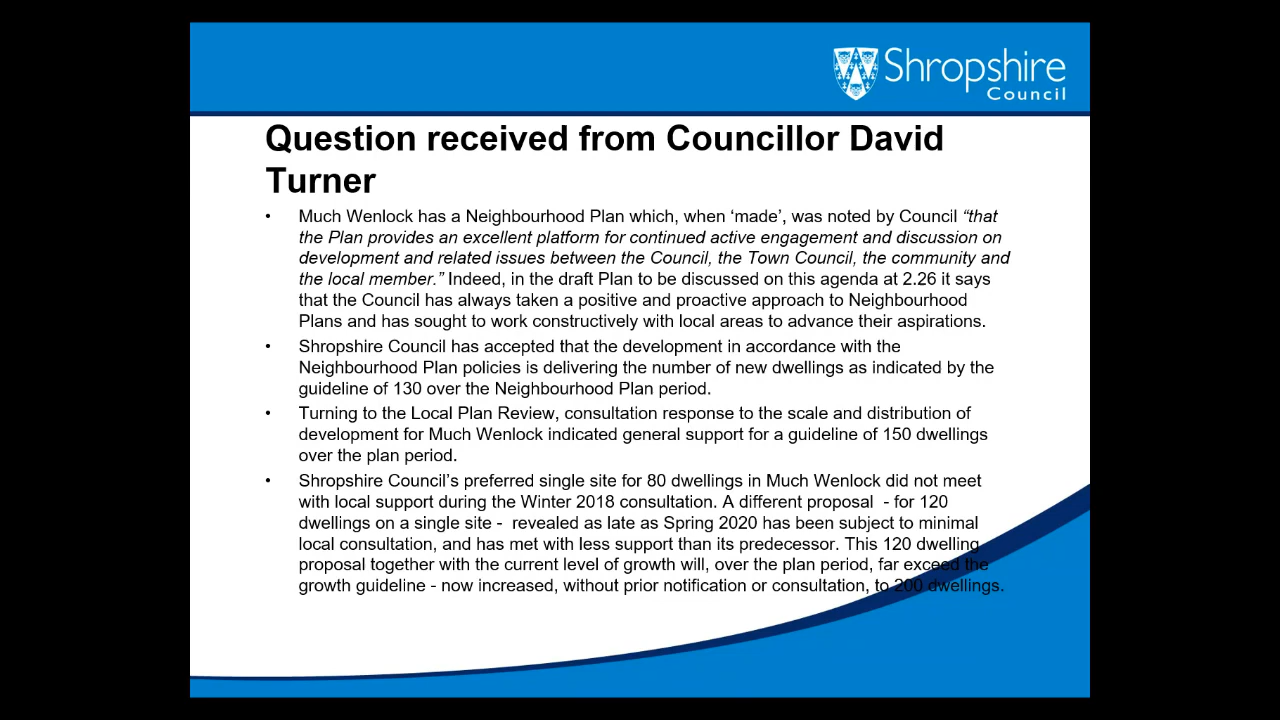 Shropshire
Council
Question received from Councillor David
Turner
• Much Wenlock has a Neighbourhood Plan which, when ‘made’, was noted by Council “that
the Plan provides an excellent platform for continued active engagement and discussion on
development and related issues between the Council, the Town Council, the community and
the local member.” Indeed, in the draft Plan to be discussed on this agenda at 2.26 it says
that the Council has always taken a positive and proactive approach to Neighbourhood
Plans and has sought to work constructively with local areas to advance their aspirations.
• Shropshire Council has accepted that the development in accordance with the
Neighbourhood Plan policies is delivering the number of new dwellings as indicated by the
guideline of 130 over the Neighbourhood Plan period.
• Turning to the Local Plan Review, consultation response to the scale and distribution of
development for Much Wenlock indicated general support for a guideline of 150 dwellings
over the plan period.
• Shropshire Council’s preferred single site for 80 dwellings in Much Wenlock did not meet
with local support during the Winter 2018 consultation. A different proposal - for 120
dwellings on a single site - revealed as late as Spring 2020 has been subject to minimal
local consultation, and has met with less support than its predecessor. This 120 dwelling
proposal together with the current level of growth will, over the plan period, far exceed the
growth guideline - now increased, without prior notification or consultation, to 200 dwellings.